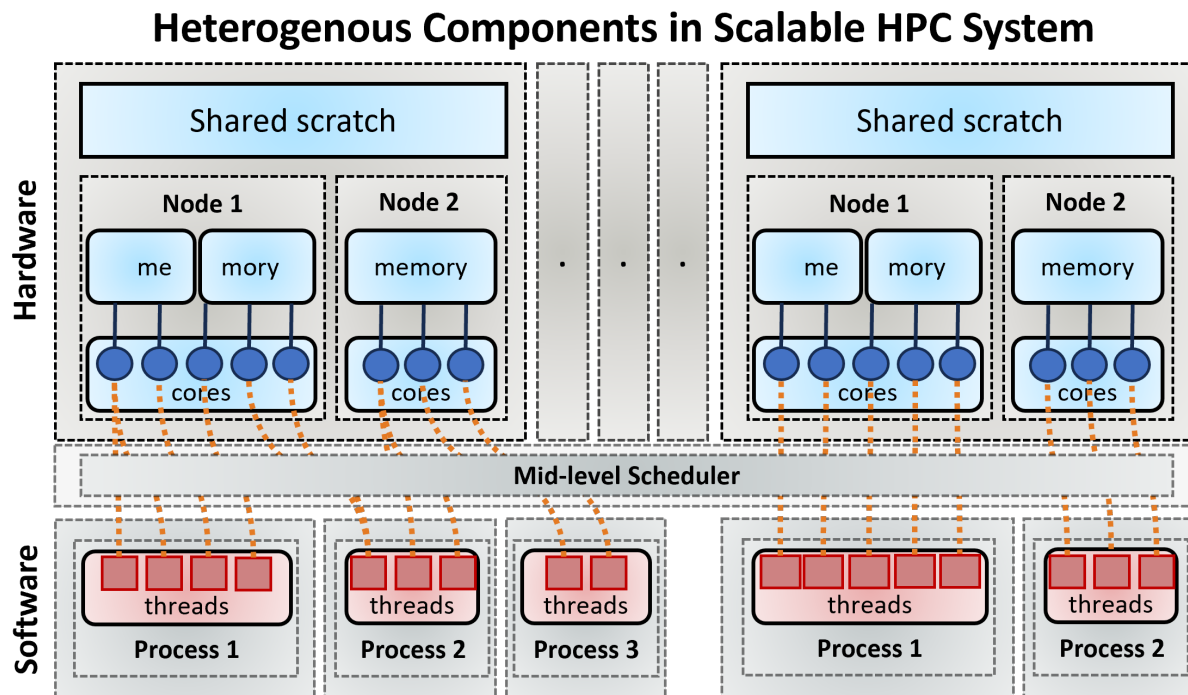 Heterogenous Components in Scalable HPC System
Hardware
Shared scratch
Node 1
Node 2
me
mory
memory
cores
cores
.
.
.
Shared scratch
Node 1
Node 2
me
mory
memory
cores
cores
Mid-level Scheduler
Software
threads
Process 1
threads
Process 2
threads
Process 3
threads
Process 1
threads
Process 2